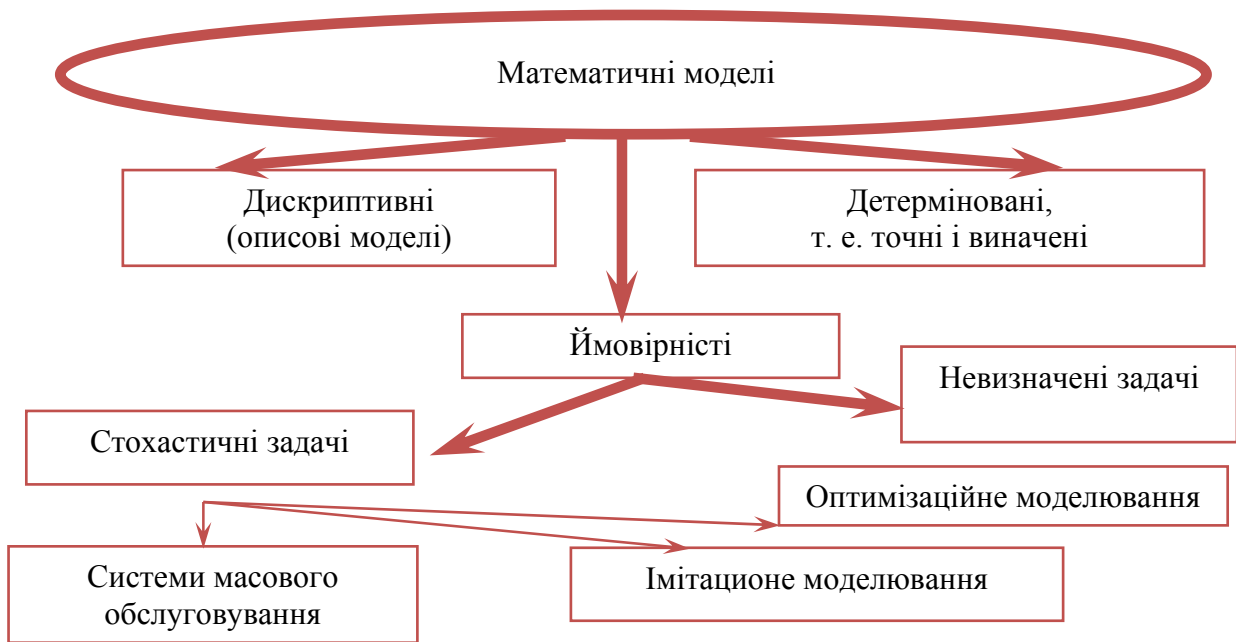 Математичні моделі
Дискриптивні
(описові моделі)
Детерміновані,
т. е. точні і виначені
Ймовірністі
Невизначені задачі
Стохастичні задачі
Оптимізаційне моделювання
Системи масового
обслуговування
Імітационе моделювання